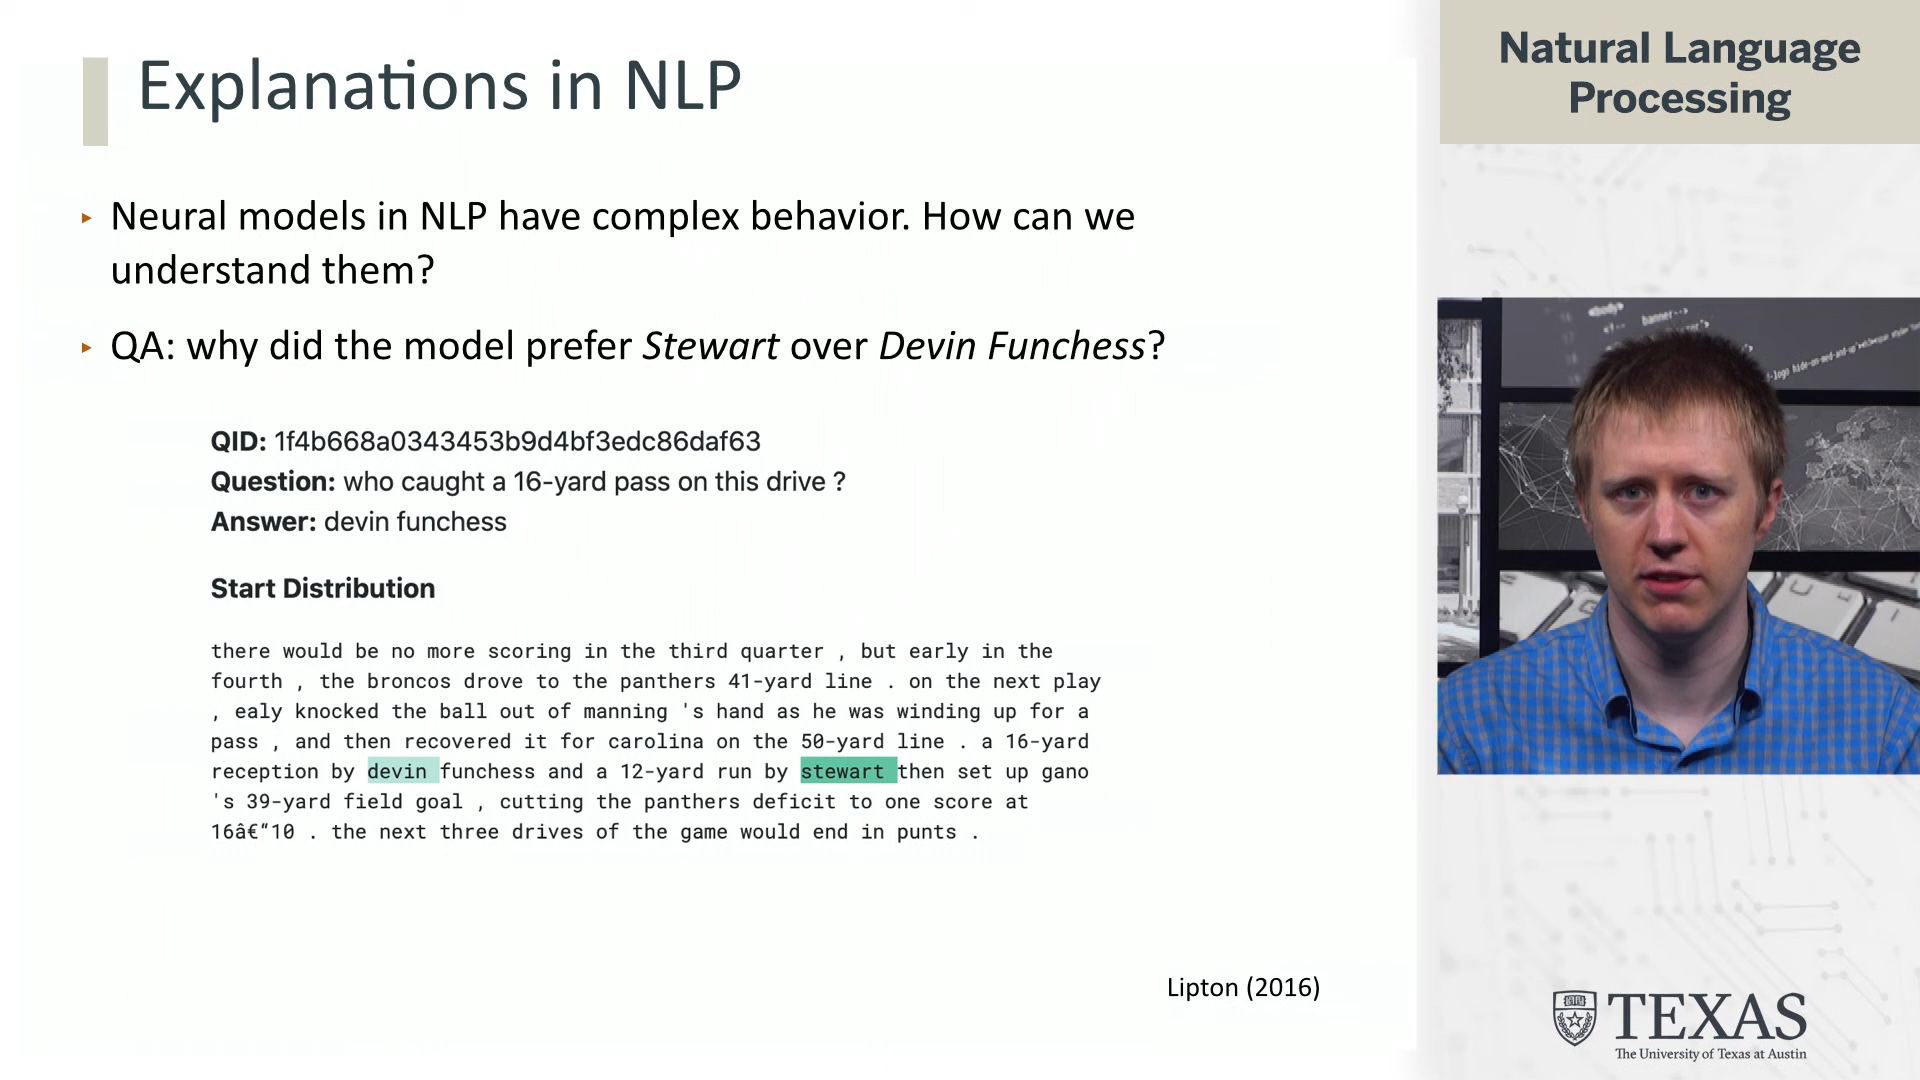 Explanations in NLP
Natural Language
Processing
‣ Neural models in NLP have complex behavior. How can we
understand them?
‣ QA: why did the model prefer Stewart over Devin Funchess?
QID: 1f4b668a0343453b9d4bf3edc86daf63
Question: who caught a 16-yard pass on this drive ?
Answer: devin funchess
Start Distribution
there would be no more scoring in the third quarter , but early in the
fourth , the broncos drove to the panthers 41-yard line . on the next play
, ealy knocked the ball out of manning 's hand as he was winding up for a
pass , and then recovered it for carolina on the 50-yard line . a 16-yard
reception by devin funchess and a 12-yard run by stewart then set up gano
's 39-yard field goal , cutting the panthers deficit to one score at
16â€“10 . the next three drives of the game would end in punts .
Lipton (2016)
<body>
banner-->
TEXAS
The University of Texas at Austin